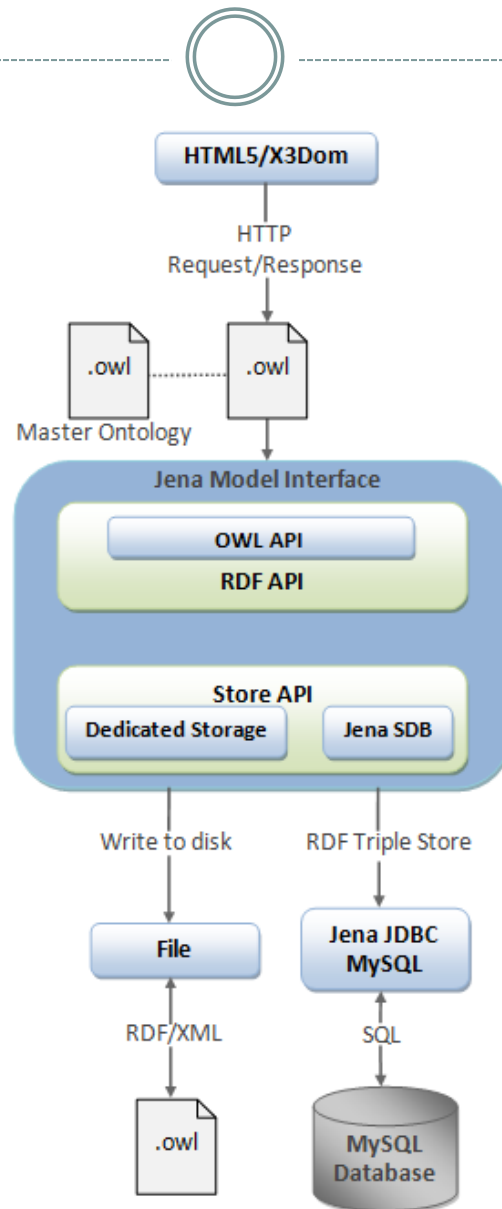 HTML5/X3Dom
HTTP
Request/Response
.owl
.owl
Master Ontology
Jena Model Interface
OWL API
RDF API
Store API
Dedicated Storage
Jena SDB
Write to disk
RDF Triple Store
File
Jena JDBC
MySQL
RDF/XML
SQL
.owl
MySQL
Database